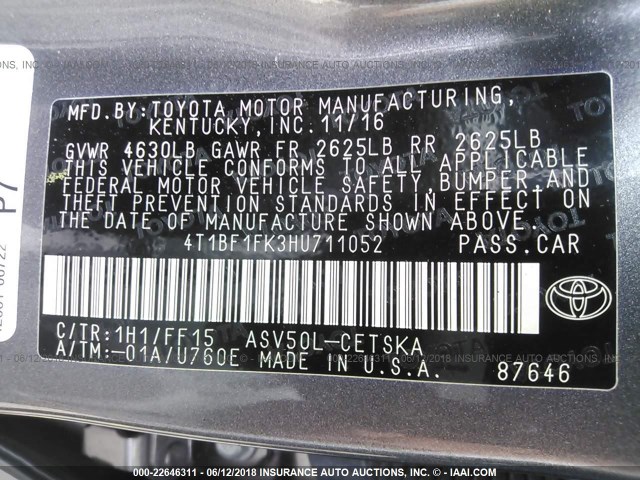 MFD.BY:TOYOTA MOTOR MANUFACTURING,
KENTUCKY, INC. 11/16
GVWR 4630LB GAWR FR 2625LB RR 2625LB
THIS VEHICLE CONFORMS TO ALL APPLICABLE
FEDERAL MOTOR VEHICLE SAFETY, BUMPER, AND
THEFT PREVENTION STANDARDS IN EFFECT ON
THE DATE OF MANUFACTURE SHOWN ABOVE.
4T1BF1FK3HU711052 PASS.CAR
C/TR:1H1/FF15 ASV50L-CETSKA
A/TM:-01A/U760E MADE IN U.S.A.
87646
P7
000-22646311 - 06/12/2018 - INSURANCE AUTO AUCTIONS - © - IAAI.COM